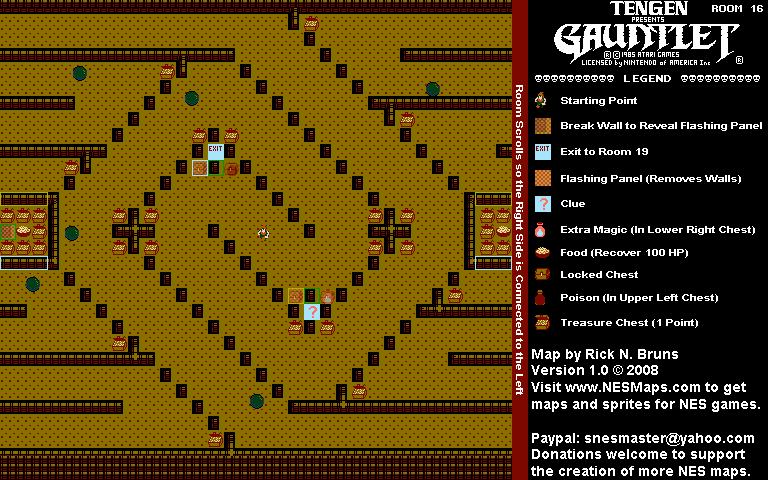 TENGEN
ROOM 16
PRESENTS
GAUNTLET
®
© 1985 ATARI GAMES
LICENSED by NINTENDO of AMERICA Inc
®
LEGEND
Starting Point
Break Wall to Reveal Flashing Panel
EXIT
Exit to Room 19
Flashing Panel (Removes Walls)
?
Clue
Extra Magic (In Lower Right Chest)
Food (Recover 100 HP)
Locked Chest
Poison (In Upper Left Chest)
Treasure Chest (1 Point)
Map by Rick N. Bruns
Version 1.0 © 2008
Visit www.NESMaps.com to get
maps and sprites for NES games.
Paypal: snesmaster@yahoo.com
Donations welcome to support
the creation of more NES maps.
Room Scrolls so the Right Side is Connected to the Left
EXIT
?